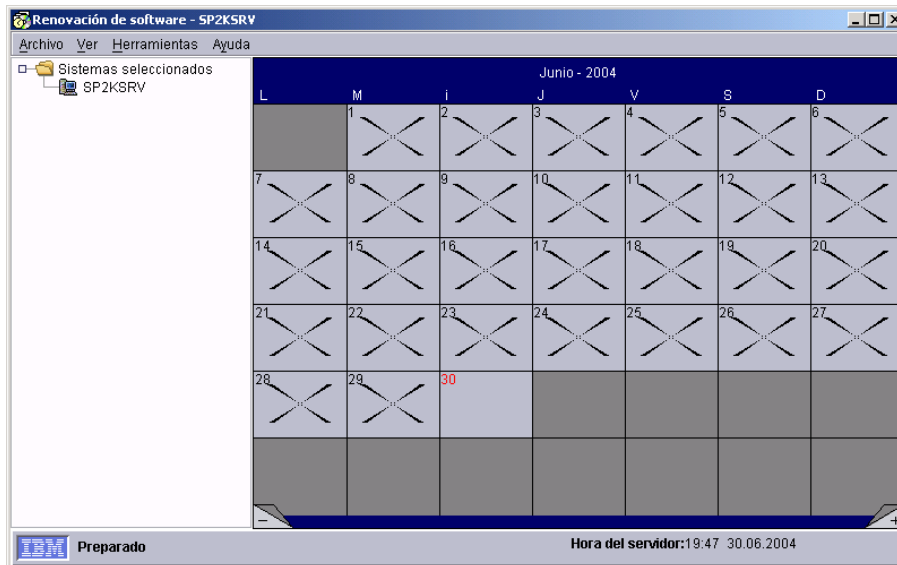 Renovación de software - SP2KSRV
Archivo Ver Herramientas Ayuda
Sistemas seleccionados
SP2KSRV
Junio - 2004
L M i J V S D
1 2 3 4 5 6
7 8 9 10 11 12 13
14 15 16 17 18 19 20
21 22 23 24 25 26 27
28 29 30
IBM Preparado Hora del servidor:19:47 30.06.2004